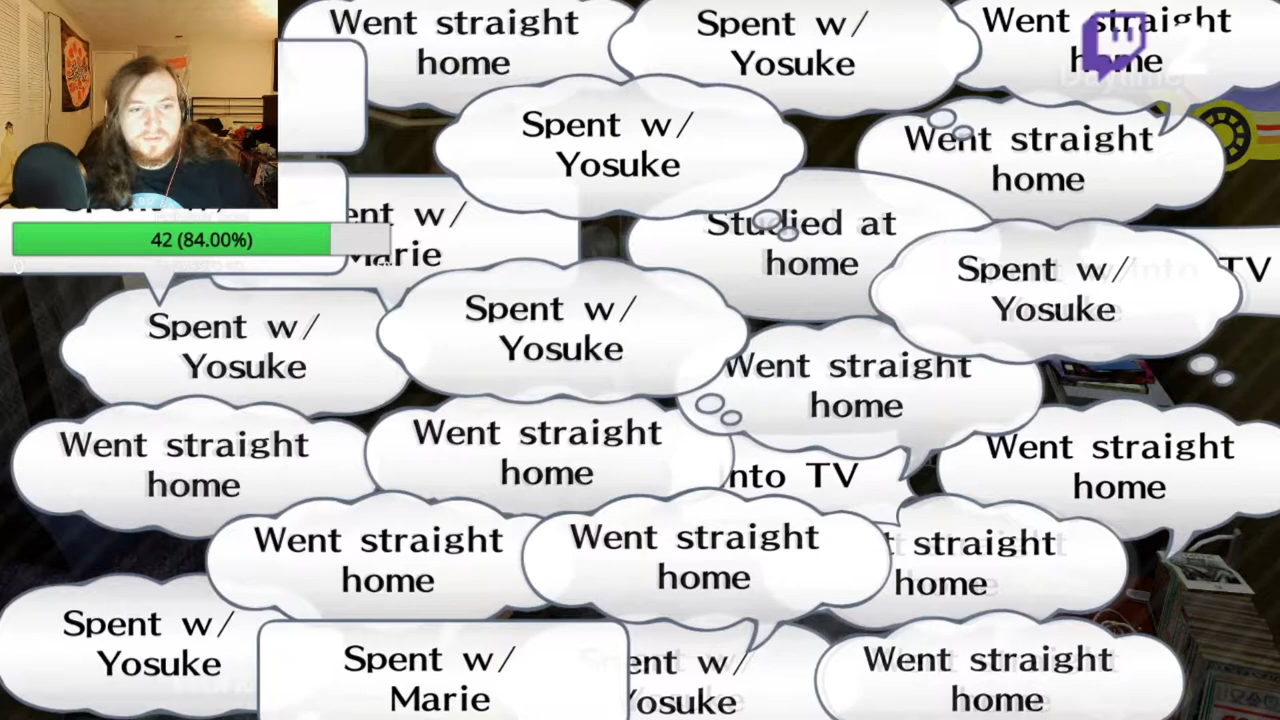 Went straight
home
Spent w/
Yosuke
Went straight
home
Spent w/
Yosuke
Went straight
home
ent w/
Marie
Studied at
home
Spent w/
Yosuke
TV
42 (84.00%)
Spent w/
Yosuke
Spent w/
Yosuke
Went straight
home
Went straight
home
Went straight
home
nto TV
Went straight
home
Went straight
home
Went straight
home
t straight
home
Spent w/
Yosuke
Spent w/
Marie
ent w/
Yosuke
Went straight
home